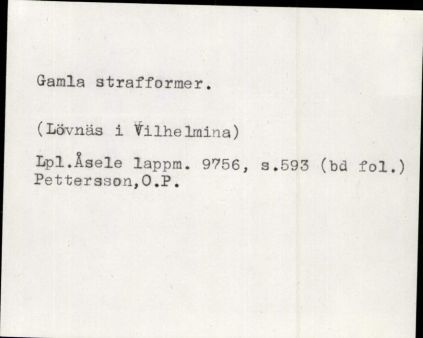 Gamla strafformer.
(Lövnäs i Vilhelmina)
Lpl.Åsele lappm. 9756, s.593 (bd fol.)
Pettersson,O.P.